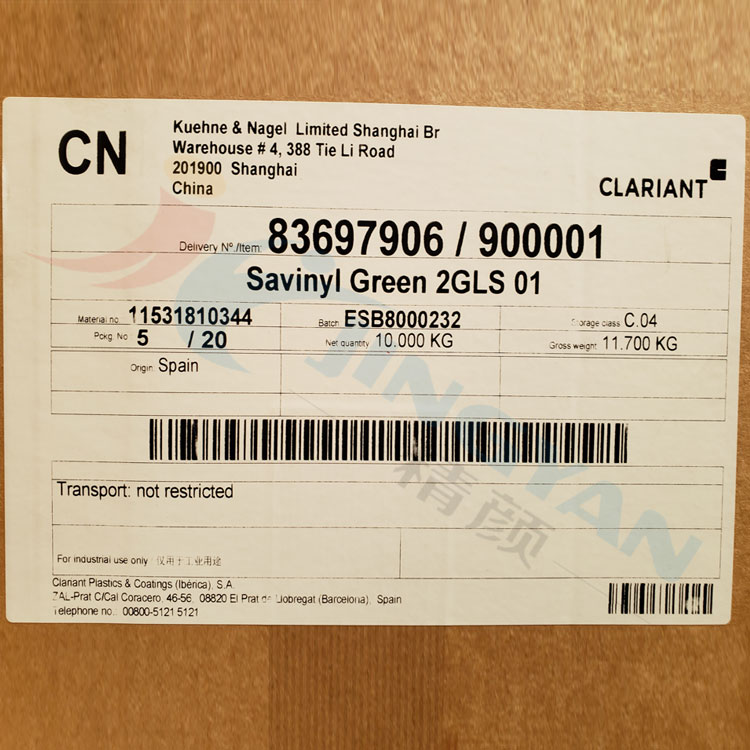 CN
Kuehne & Nagel Limited Shanghai Br
Warehouse # 4, 388 Tie Li Road
201900 Shanghai
China
CLARIANT
Delivery Nº./Item: 83697906 / 900001
Savinyl Green 2GLS 01
Material no. 11531810344 Batch ESB8000232 Storage class C.04
Pckg. No 5 / 20 Net quantity 10.000 KG Gross weight 11.700 KG
Origin: Spain
JINGYAN
精颜
Transport: not restricted
For industrial use only / 仅用于工业用途
Clariant Plastics & Coatings (Ibérica), S.A.
ZAL-Prat C/Cal Coracero, 46-56, 08820 El Prat de Llobregat (Barcelona), Spain
Telephone no.: 00800-5121 5121